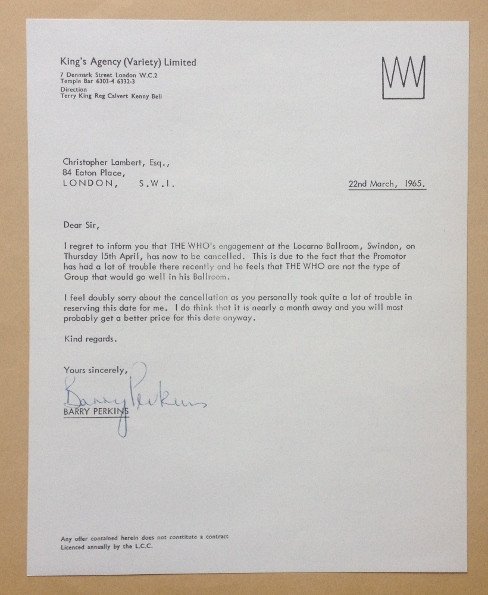 King's Agency (Variety) Limited
7 Denmark Street London W.C.2
Temple Bar 6303-4 6332-3
Direction
Terry King Reg Calvert Kenny Bell
Christopher Lambert, Esq.,
84 Eaton Place,
LONDON, S.W.1.
22nd March, 1965.
Dear Sir,
I regret to inform you that THE WHO's engagement at the Locarno Ballroom, Swindon, on
Thursday 15th April, has now to be cancelled. This is due to the fact that the Promotor
has had a lot of trouble there recently and he feels that THE WHO are not the type of
Group that would go well in his Ballroom.
I feel doubly sorry about the cancellation as you personally took quite a lot of trouble in
reserving this date for me. I do think that it is nearly a month away and you will most
probably get a better price for this date anyway.
Kind regards.
Yours sincerely,
Barry Perkins
BARRY PERKINS
Any offer contained herein does not constitute a contract
Licenced annually by the L.C.C.